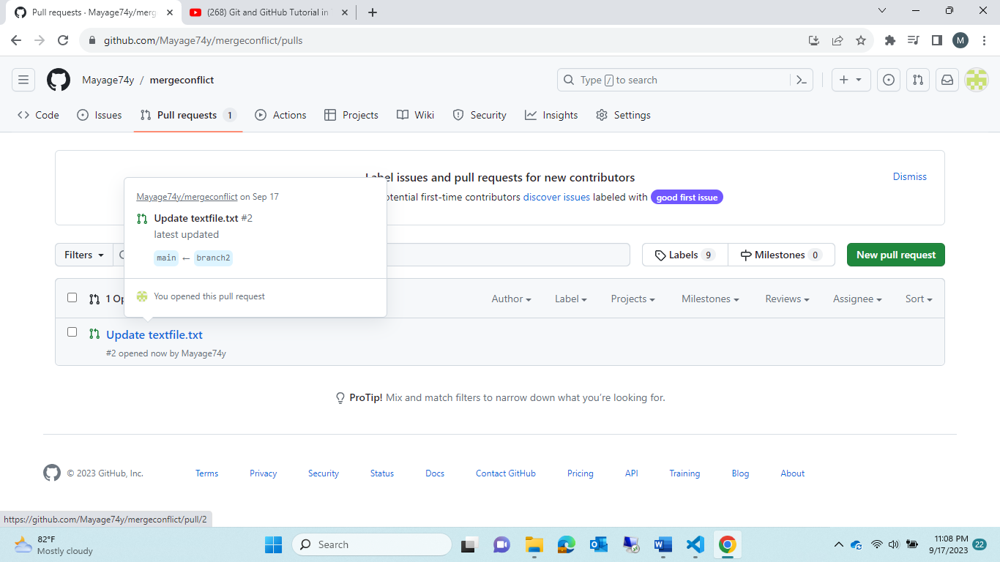 Pull requests · Mayage74y/merg
(268) Git and GitHub Tutorial in
github.com/Mayage74y/mergeconflict/pulls
M
Mayage74y / mergeconflict
Type / to search
Code
Issues
Pull requests 1
Actions
Projects
Wiki
Security
Insights
Settings
Label issues and pull requests for new contributors
Dismiss
potential first-time contributors discover issues labeled with good first issue
Mayage74y/mergeconflict on Sep 17
Update textfile.txt #2
latest updated
main ← branch2
You opened this pull request
Filters
Labels 9
Milestones 0
New pull request
1 Op
Author
Label
Projects
Milestones
Reviews
Assignee
Sort
Update textfile.txt
#2 opened now by Mayage74y
ProTip! Mix and match filters to narrow down what you're looking for.
© 2023 GitHub, Inc.
Terms
Privacy
Security
Status
Docs
Contact GitHub
Pricing
API
Training
Blog
About
https://github.com/Mayage74y/mergeconflict/pull/2
82°F
Mostly cloudy
Search
11:08 PM
9/17/2023
22